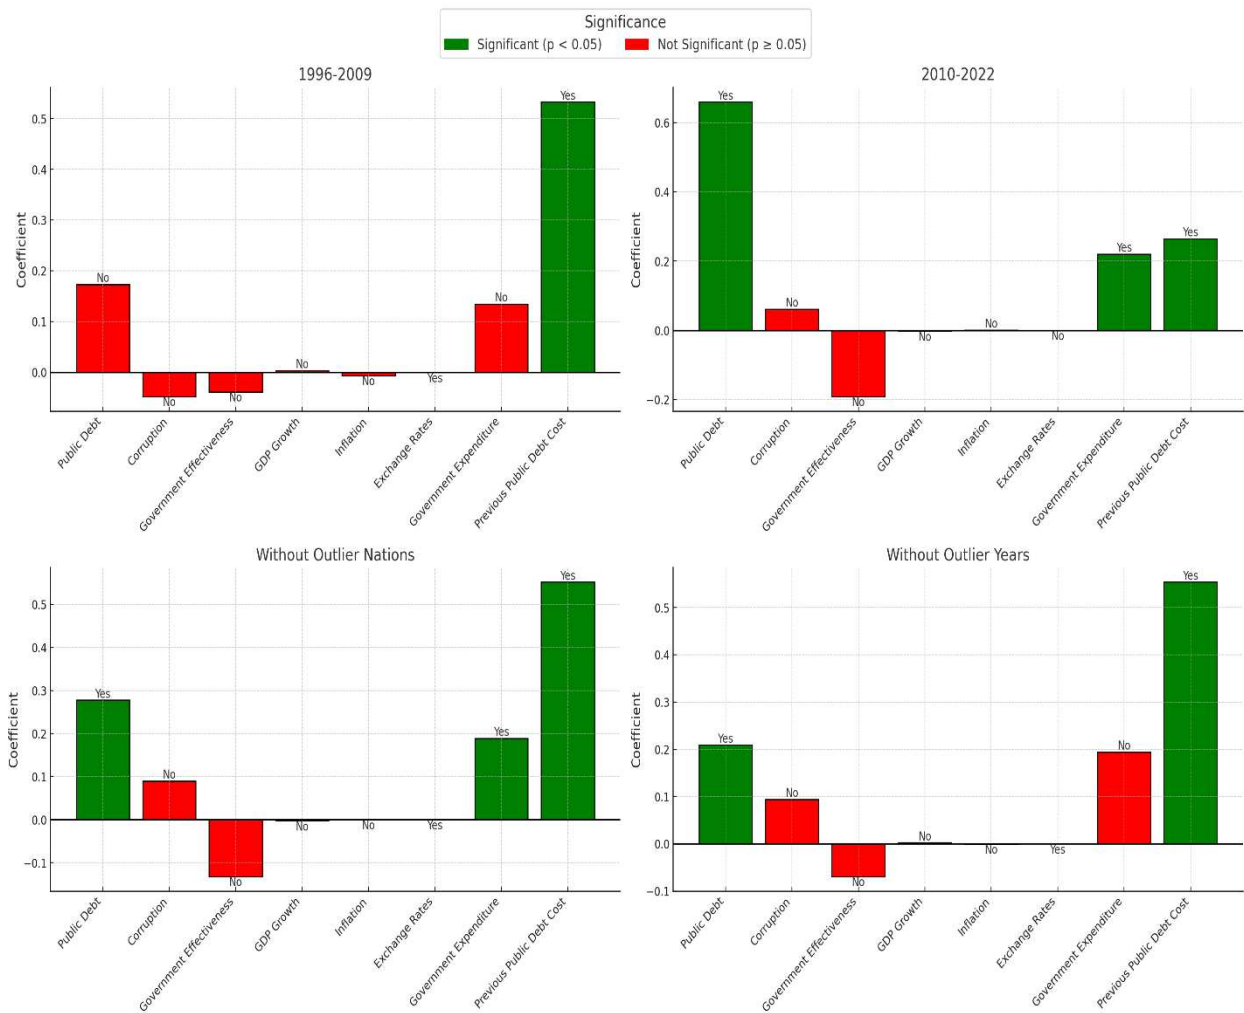 Significance
Significant (p < 0.05) Not Significant (p ≥ 0.05)
1996-2009
Coefficient
0.5
0.4
0.3
0.2
0.1
0.0
No
No
No
No
No
Yes
No
Yes
Public Debt
Corruption
Government Effectiveness
GDP Growth
Inflation
Exchange Rates
Government Expenditure
Previous Public Debt Cost
2010-2022
Coefficient
0.6
0.4
0.2
0.0
−0.2
Yes
No
No
No
No
No
Yes
Yes
Public Debt
Corruption
Government Effectiveness
GDP Growth
Inflation
Exchange Rates
Government Expenditure
Previous Public Debt Cost
Without Outlier Nations
Coefficient
0.5
0.4
0.3
0.2
0.1
0.0
−0.1
Yes
No
No
No
No
Yes
Yes
Yes
Public Debt
Corruption
Government Effectiveness
GDP Growth
Inflation
Exchange Rates
Government Expenditure
Previous Public Debt Cost
Without Outlier Years
Coefficient
0.5
0.4
0.3
0.2
0.1
0.0
−0.1
Yes
No
No
No
No
Yes
No
Yes
Public Debt
Corruption
Government Effectiveness
GDP Growth
Inflation
Exchange Rates
Government Expenditure
Previous Public Debt Cost